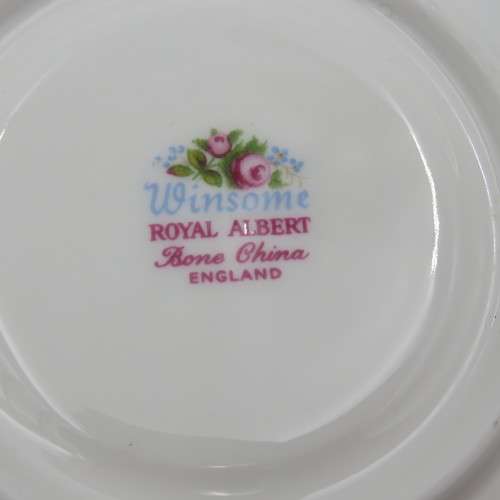 Winsome
ROYAL ALBERT
Bone China
ENGLAND